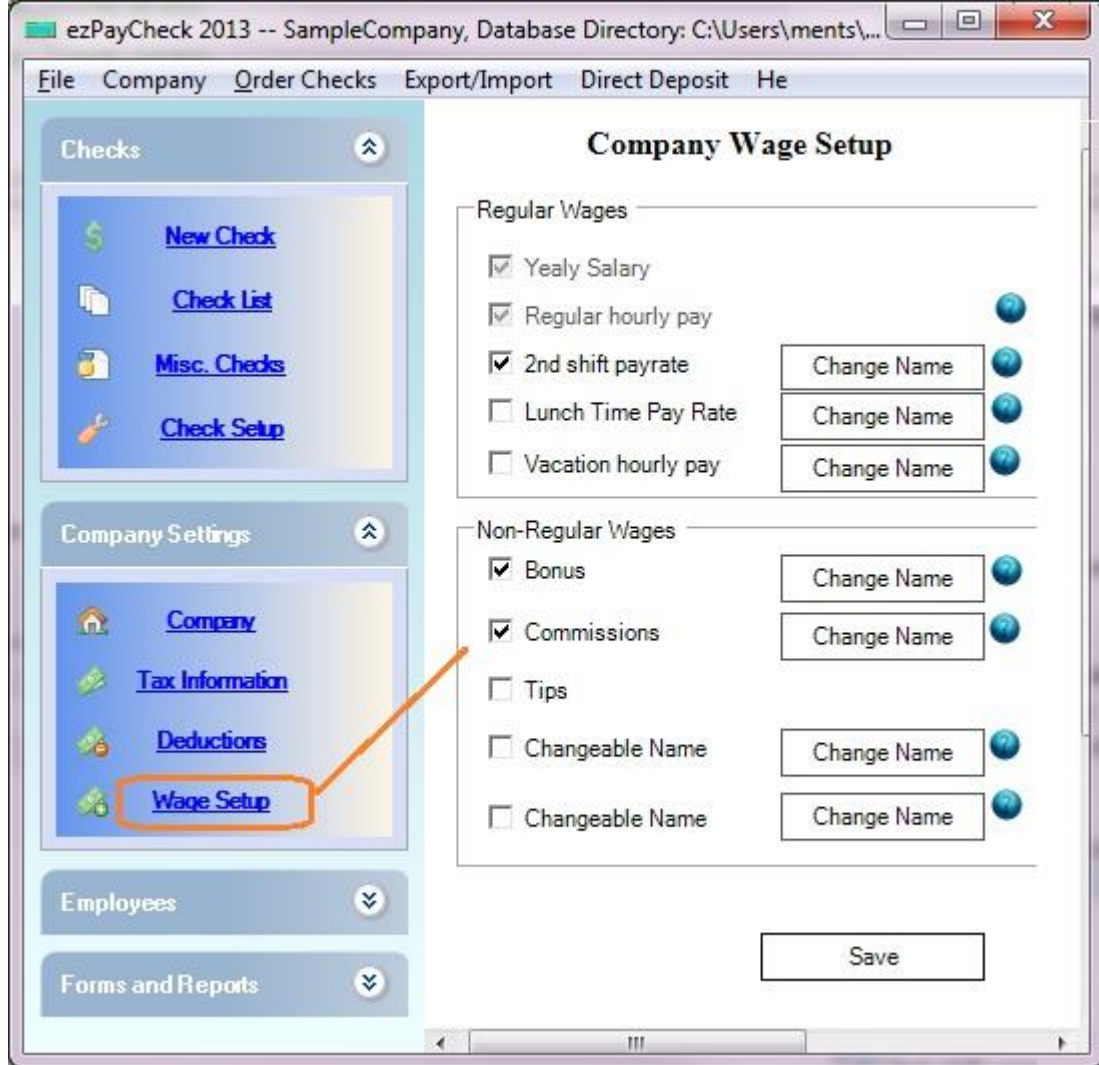 ezPayCheck 2013 -- SampleCompany, Database Directory: C:\Users\ments\...
File Company Order Checks Export/Import Direct Deposit He
Checks
New Check
Check List
Misc. Checks
Check Setup
Company Settings
Company
Tax Information
Deductions
Wage Setup
Employees
Forms and Reports
Company Wage Setup
Regular Wages
Yealy Salary
Regular hourly pay
2nd shift payrate Change Name
Lunch Time Pay Rate Change Name
Vacation hourly pay Change Name
Non-Regular Wages
Bonus Change Name
Commissions Change Name
Tips
Changeable Name Change Name
Changeable Name Change Name
Save